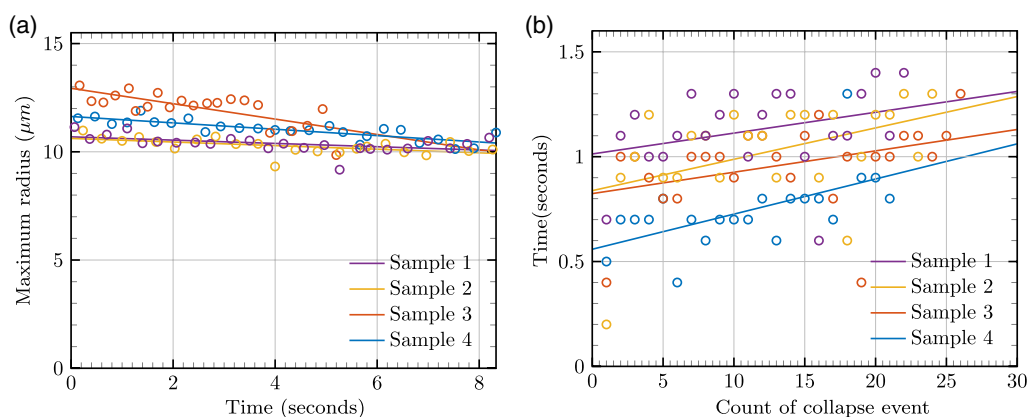 (a)
15
10
5
0
0
2
4
6
8
Maximum radius (μm)
Time (seconds)
Sample 1
Sample 2
Sample 3
Sample 4
(b)
1.5
1
0.5
0
0
5
10
15
20
25
30
Time(seconds)
Count of collapse event
Sample 1
Sample 2
Sample 3
Sample 4